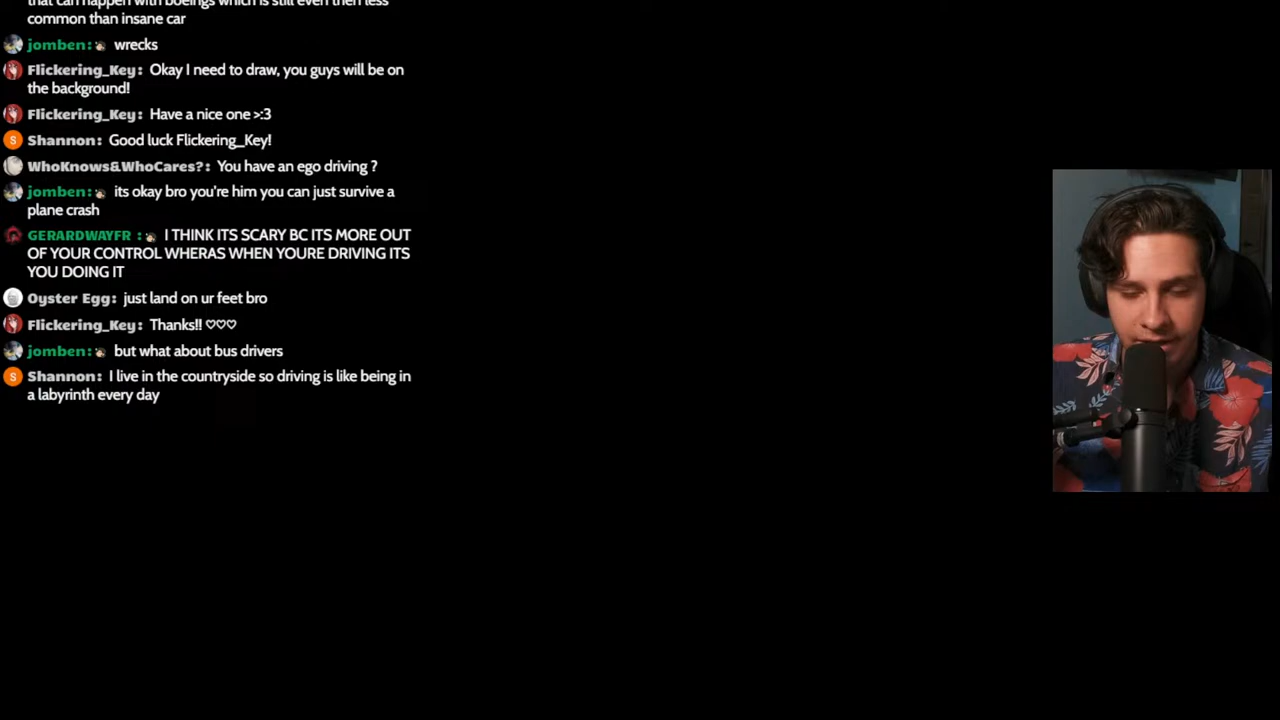 that can happen with boeings which is still even then less
common than insane car
jomben: wrecks
Flickering_Key: Okay I need to draw, you guys will be on
the background!
Flickering_Key: Have a nice one >:3
S Shannon: Good luck Flickering_Key!
WhoKnows&WhoCares?: You have an ego driving ?
jomben: its okay bro you're him you can just survive a
plane crash
GERARDWAYFR : I THINK ITS SCARY BC ITS MORE OUT
OF YOUR CONTROL WHERAS WHEN YOURE DRIVING ITS
YOU DOING IT
Oyster Egg: just land on ur feet bro
Flickering_Key: Thanks!! ♡♡♡
jomben: but what about bus drivers
S Shannon: I live in the countryside so driving is like being in
a labyrinth every day